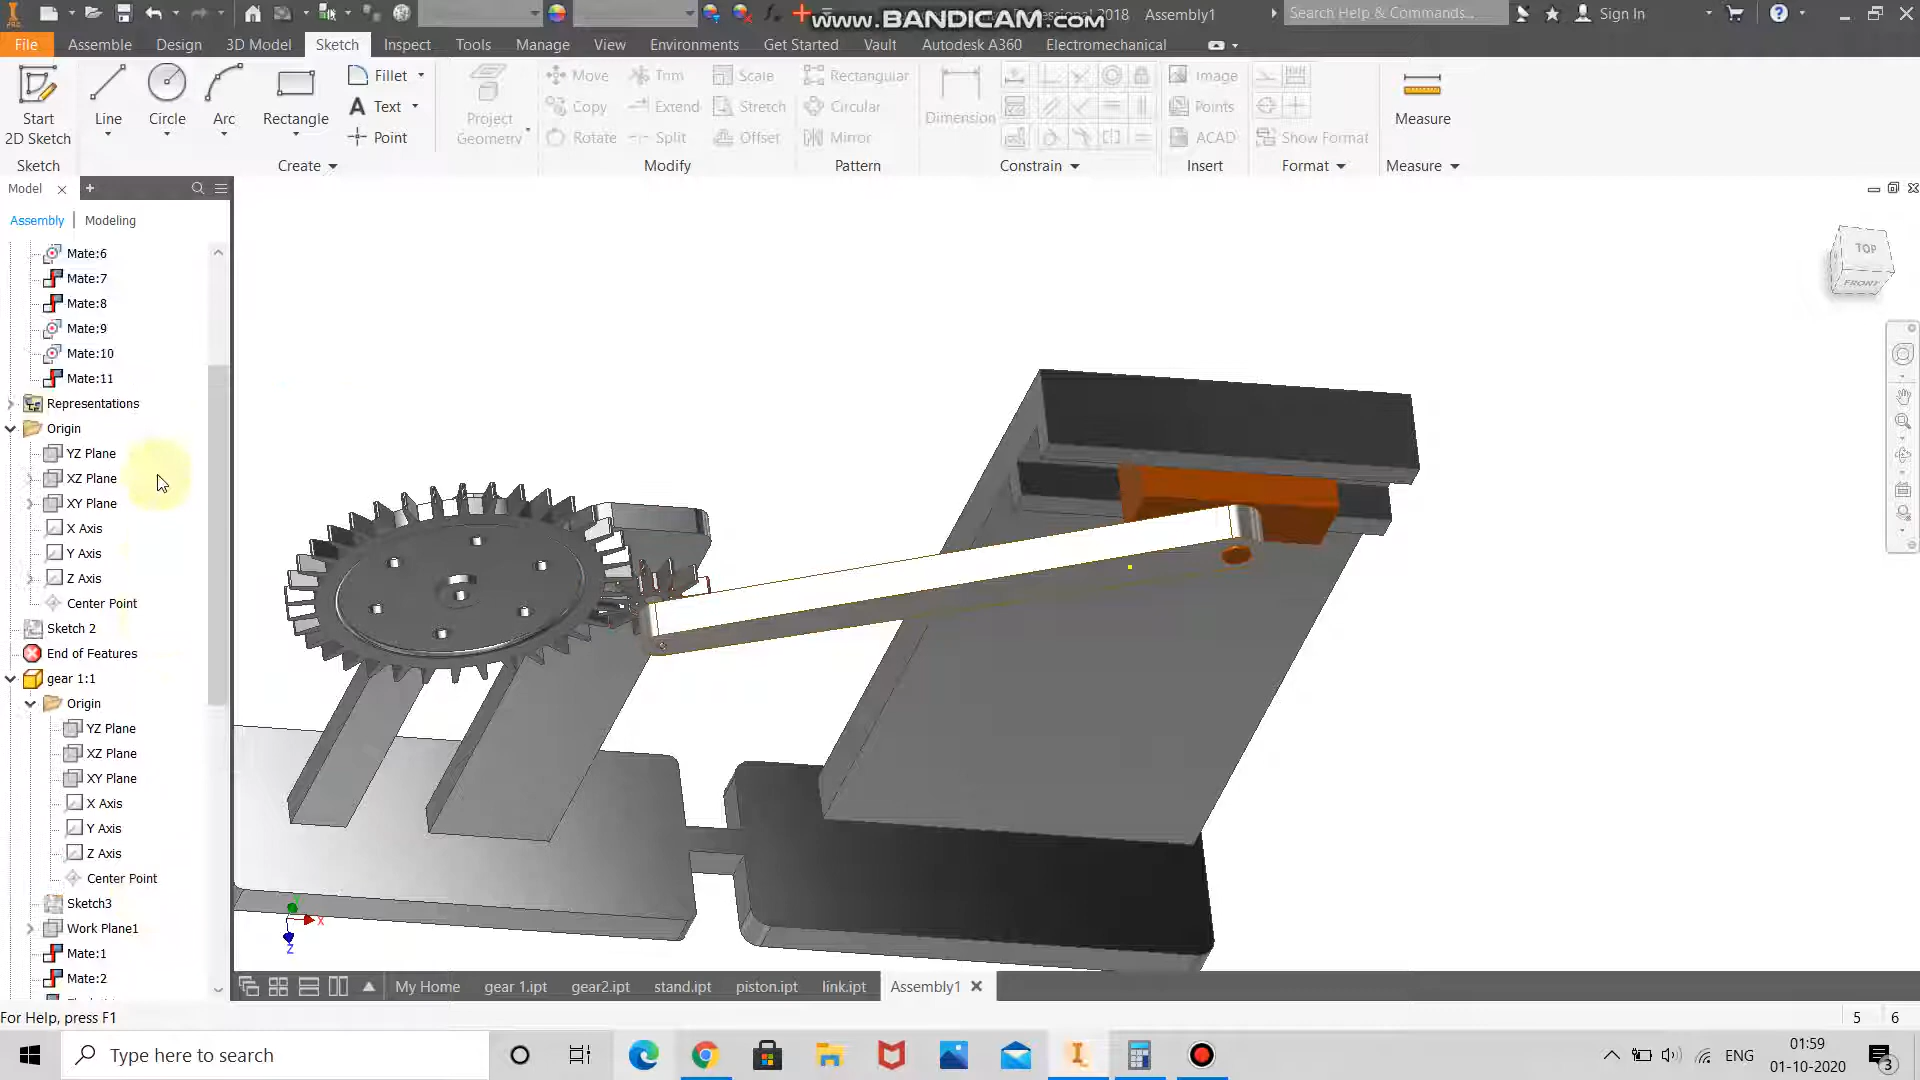 PRO
www.BANDICAM.com
Professional 2018 Assembly1
Search Help & Commands...
Sign In
File Assemble Design 3D Model Sketch Inspect Tools Manage View Environments Get Started Vault Autodesk A360 Electromechanical
Start
2D Sketch
Line
Circle
Arc
Rectangle
Fillet
Text
Point
Project
Geometry
Move
Copy
Rotate
Trim
Extend
Split
Scale
Stretch
Offset
Rectangular
Circular
Mirror
Dimension
Image
Points
ACAD
Show Format
Measure
Sketch Create Modify Pattern Constrain Insert Format Measure
Model
Assembly Modeling
Mate:6
Mate:7
Mate:8
Mate:9
Mate:10
Mate:11
Representations
Origin
YZ Plane
XZ Plane
XY Plane
X Axis
Y Axis
Z Axis
Center Point
Sketch 2
End of Features
gear 1:1
Origin
YZ Plane
XZ Plane
XY Plane
X Axis
Y Axis
Z Axis
Center Point
Sketch3
Work Plane1
Mate:1
Mate:2
TOP
FRONT
X
Z
My Home gear 1.ipt gear2.ipt stand.ipt piston.ipt link.ipt Assembly1
For Help, press F1
5 6
Type here to search
ENG
01:59
01-10-2020
3